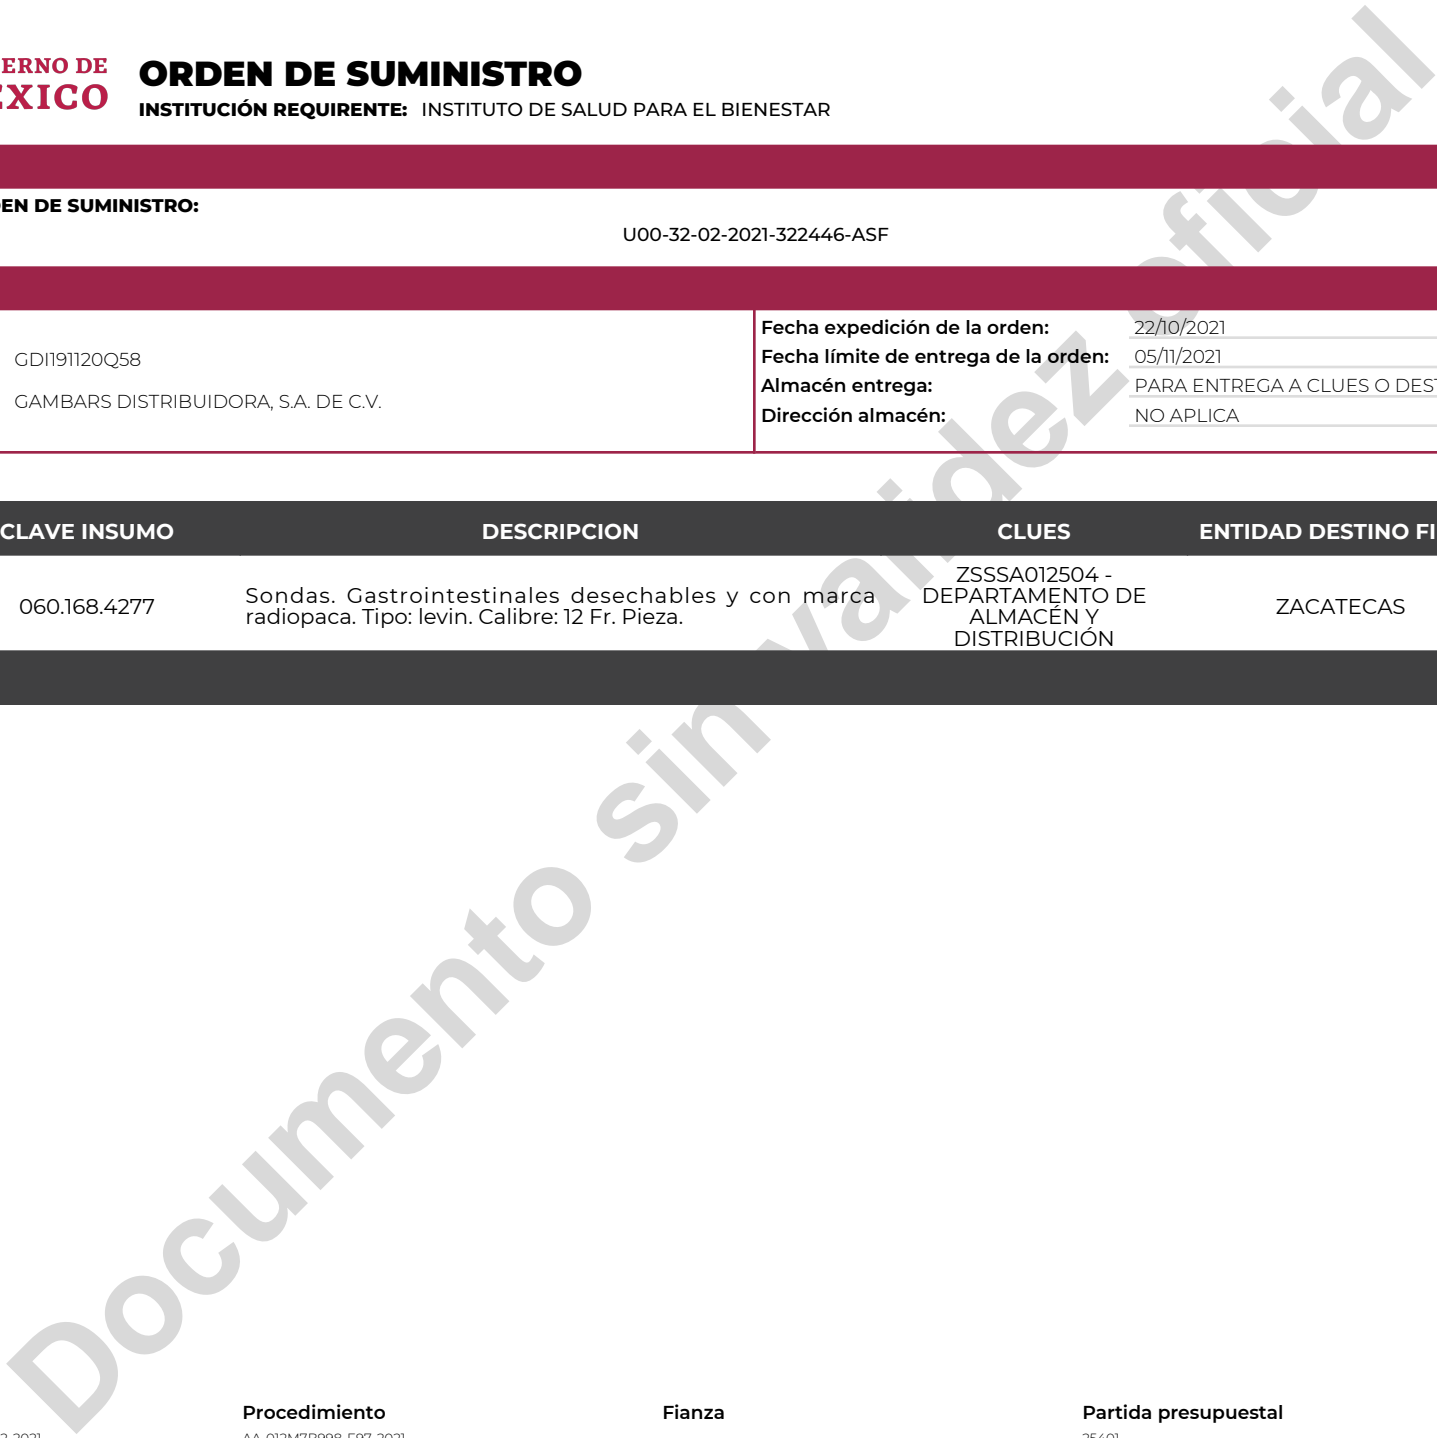 ERNO DE
EXICO
ORDEN DE SUMINISTRO
INSTITUCIÓN REQUIRENTE: INSTITUTO DE SALUD PARA EL BIENESTAR
EN DE SUMINISTRO:
U00-32-02-2021-322446-ASF
GDI191120Q58
GAMBARS DISTRIBUIDORA, S.A. DE C.V.
Fecha expedición de la orden: 22/10/2021
Fecha límite de entrega de la orden: 05/11/2021
Almacén entrega: PARA ENTREGA A CLUES O DEST
Dirección almacén: NO APLICA
CLAVE INSUMO DESCRIPCION CLUES ENTIDAD DESTINO FI
060.168.4277
Sondas. Gastrointestinales desechables y con marca
radiopaca. Tipo: levin. Calibre: 12 Fr. Pieza.
ZSSSA012504 -
DEPARTAMENTO DE
ALMACÉN Y
DISTRIBUCIÓN
ZACATECAS
Documento sin validez oficial
Procedimiento Fianza Partida presupuestal